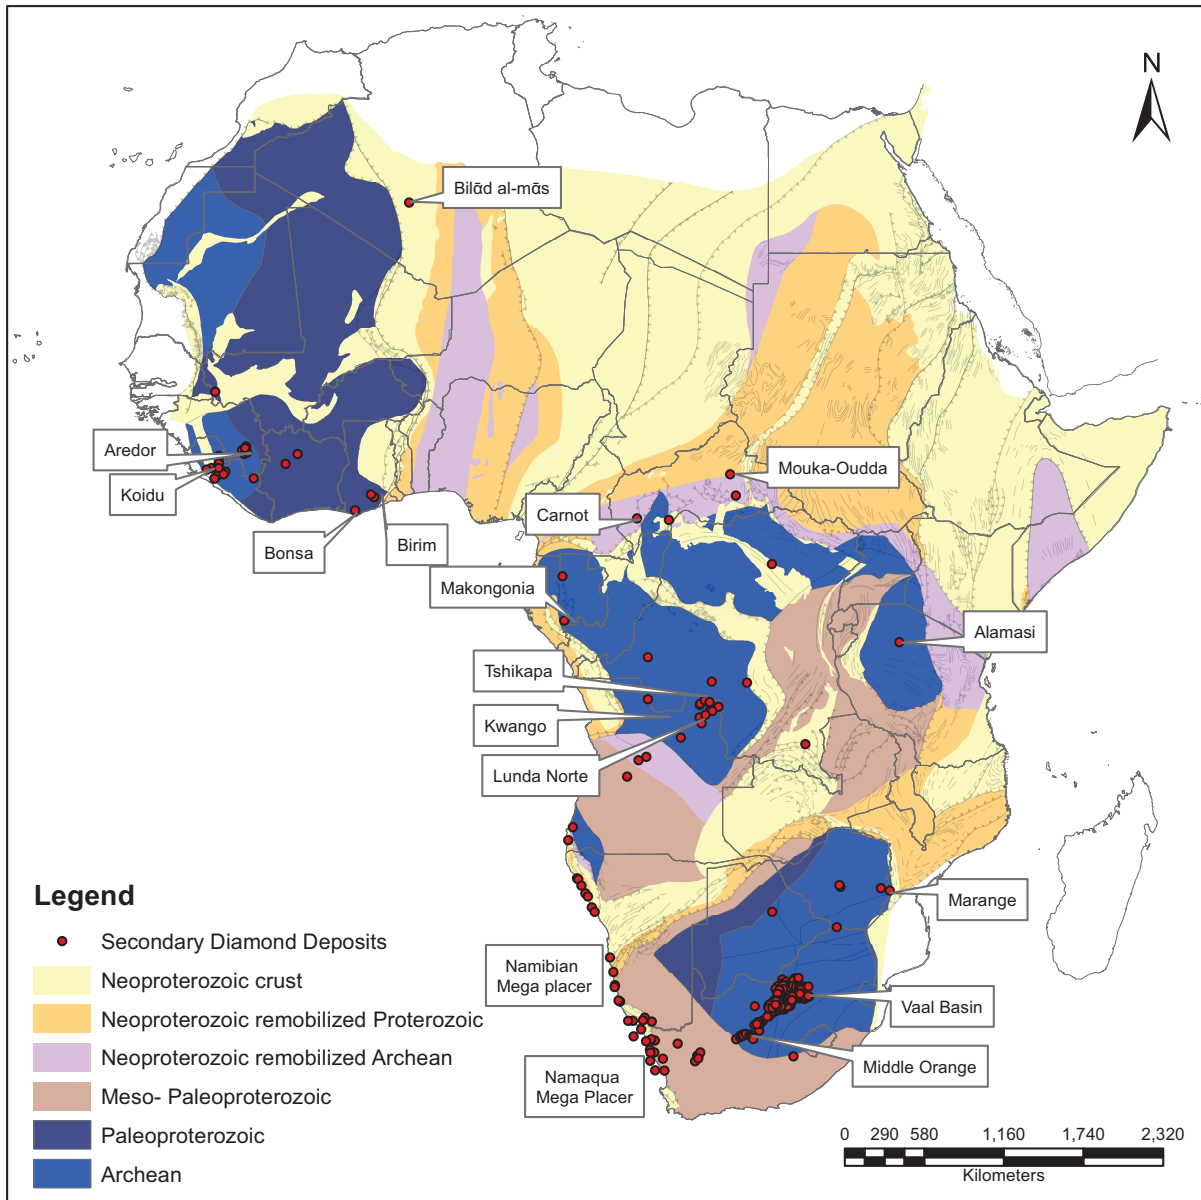 N
Bilād al-mās
Aredor
Koidu
Mouka-Oudda
Carnot
Bonsa
Birim
Makongonia
Alamasi
Tshikapa
Kwango
Lunda Norte
Marange
Namibian
Mega placer
Vaal Basin
Middle Orange
Namaqua
Mega Placer
Legend
Secondary Diamond Deposits
Neoproterozoic crust
Neoproterozoic remobilized Proterozoic
Neoproterozoic remobilized Archean
Meso- Paleoproterozoic
Paleoproterozoic
Archean
0 290 580 1,160 1,740 2,320
Kilometers